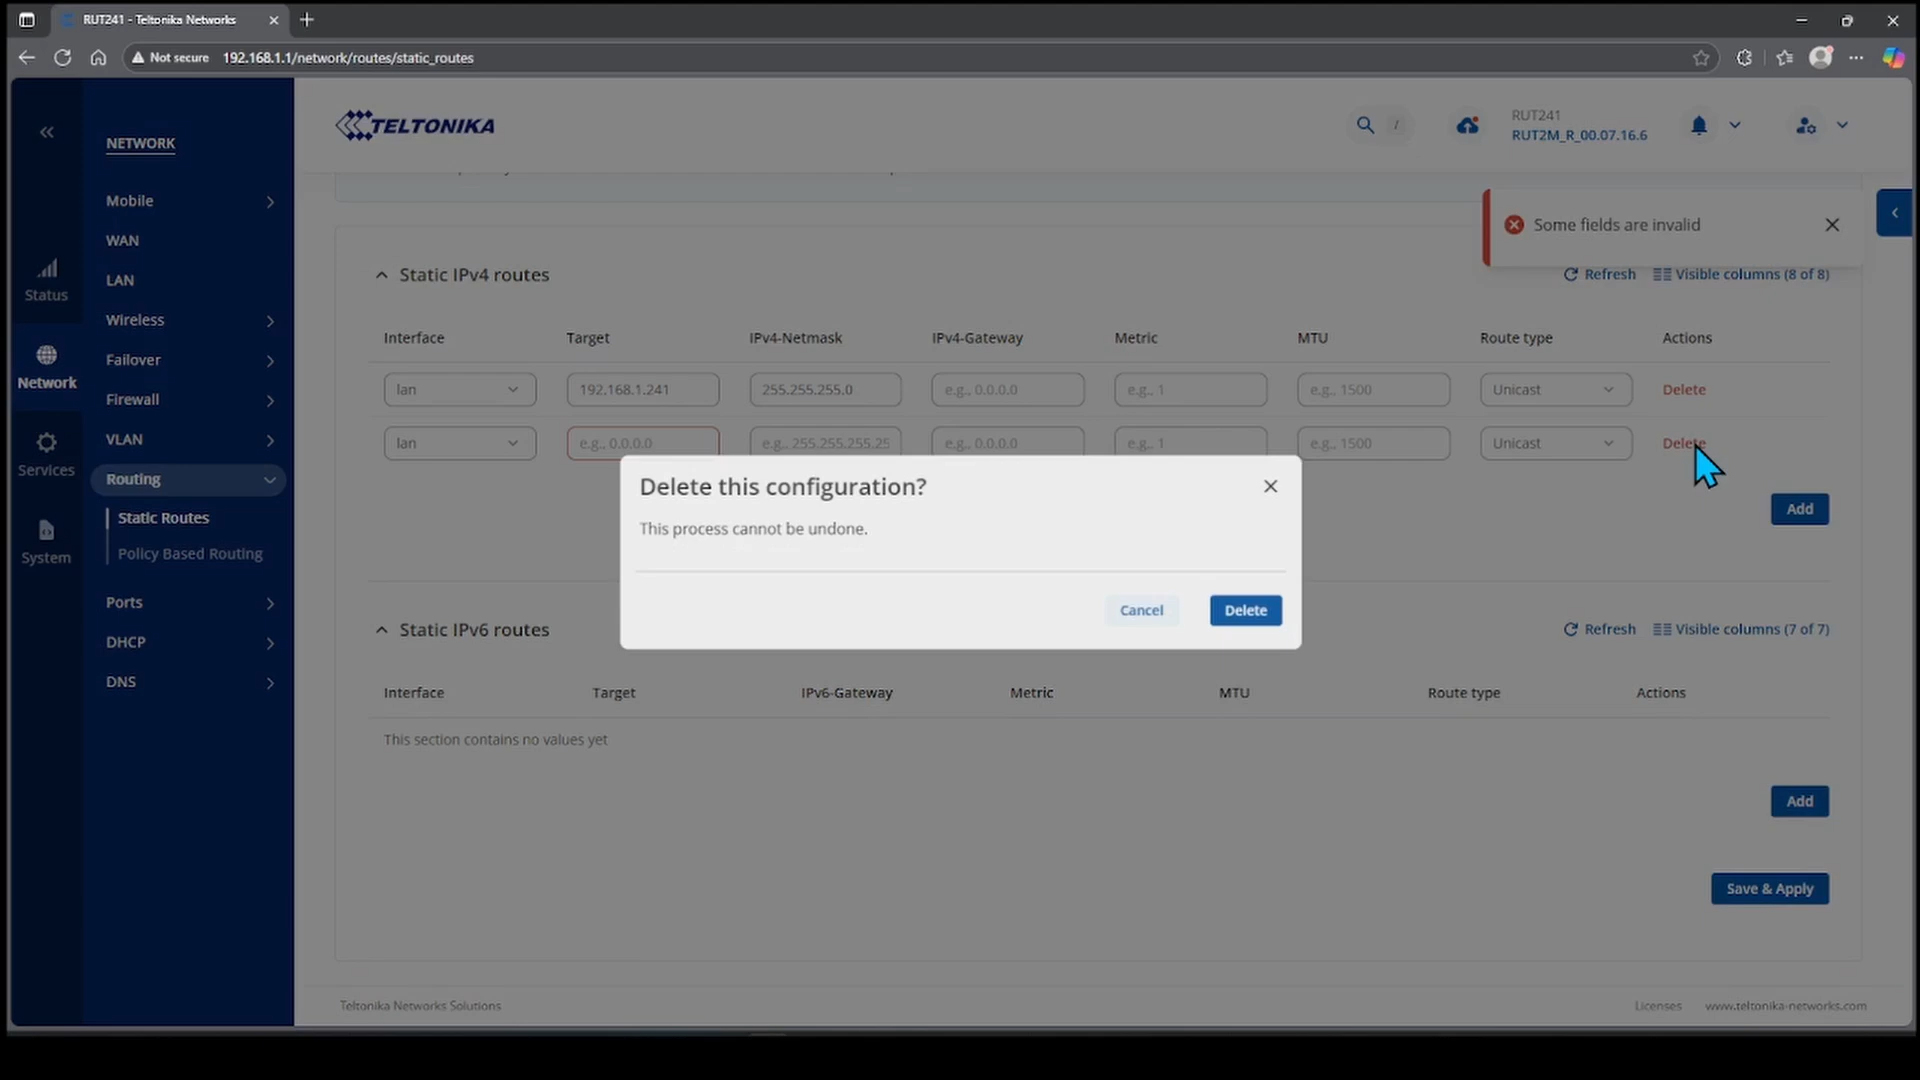 RUT241 - Teltonika Networks
Not secure 192.168.1.1/network/routes/static_routes
Status
Network
Services
System
NETWORK
Mobile
WAN
LAN
Wireless
Failover
Firewall
VLAN
Routing
Static Routes
Policy Based Routing
Ports
DHCP
DNS
TELTONIKA
/
RUT241
RUT2M_R_00.07.16.6
Some fields are invalid
Static IPv4 routes
Refresh Visible columns (8 of 8)
Interface Target IPv4-Netmask IPv4-Gateway Metric MTU Route type Actions
lan 192.168.1.241 255.255.255.0 e.g., 0.0.0.0 e.g., 1 e.g., 1500 Unicast Delete
lan e.g., 0.0.0.0 e.g., 255.255.255.25 e.g., 0.0.0.0 e.g., 1 e.g., 1500 Unicast Delete
Add
Delete this configuration?
This process cannot be undone.
Cancel Delete
Static IPv6 routes
Refresh Visible columns (7 of 7)
Interface Target IPv6-Gateway Metric MTU Route type Actions
This section contains no values yet
Add
Save & Apply
Teltonika Networks Solutions
Licenses www.teltonika-networks.com